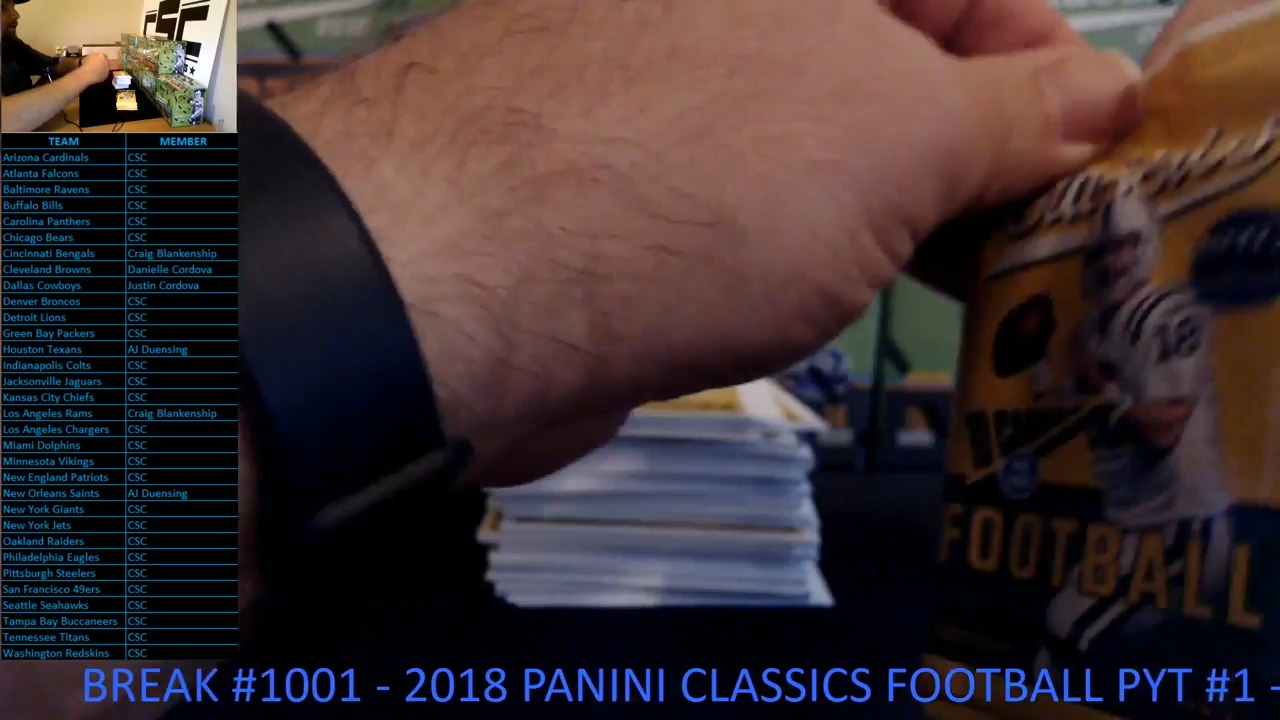 CSC
TEAM MEMBER
Arizona Cardinals CSC
Atlanta Falcons CSC
Baltimore Ravens CSC
Buffalo Bills CSC
Carolina Panthers CSC
Chicago Bears CSC
Cincinnati Bengals Craig Blankenship
Cleveland Browns Danielle Cordova
Dallas Cowboys Justin Cordova
Denver Broncos CSC
Detroit Lions CSC
Green Bay Packers CSC
Houston Texans AJ Duensing
Indianapolis Colts CSC
Jacksonville Jaguars CSC
Kansas City Chiefs CSC
Los Angeles Rams Craig Blankenship
Los Angeles Chargers CSC
Miami Dolphins CSC
Minnesota Vikings CSC
New England Patriots CSC
New Orleans Saints AJ Duensing
New York Giants CSC
New York Jets CSC
Oakland Raiders CSC
Philadelphia Eagles CSC
Pittsburgh Steelers CSC
San Francisco 49ers CSC
Seattle Seahawks CSC
Tampa Bay Buccaneers CSC
Tennessee Titans CSC
Washington Redskins CSC
18
FOOTBALL
BREAK #1001 - 2018 PANINI CLASSICS FOOTBALL PYT #1 -